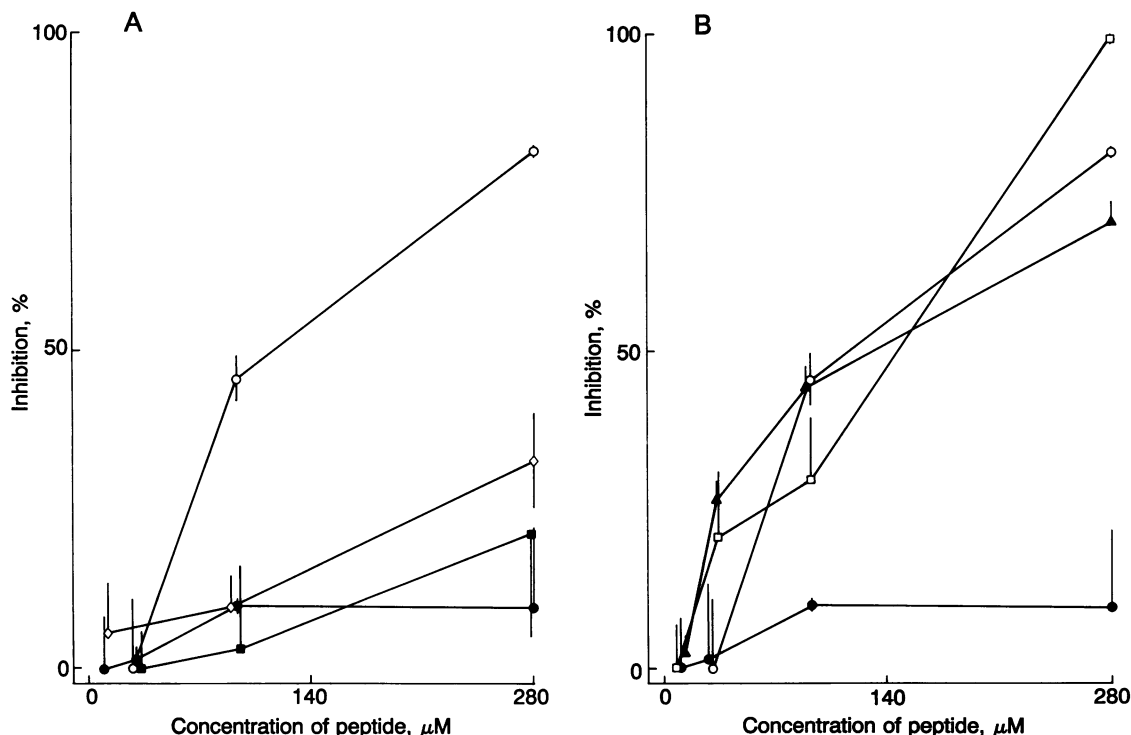 A
100
50
0
Inhibition, %
0
140
280
Concentration of peptide, μM
B
100
50
0
Inhibition, %
0
140
280
Concentration of peptide, μM